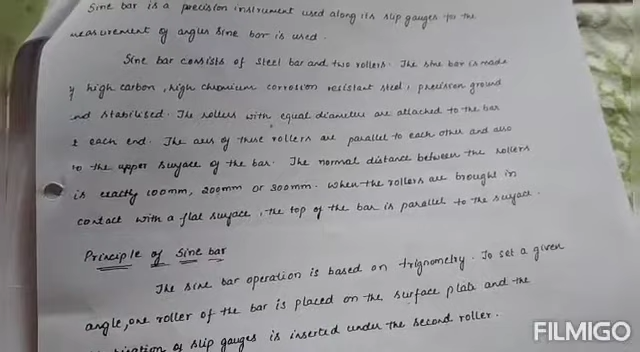 Sine bar is a precision instrument used along its slip gauges for the
measurement of angles sine bar is used.
Sine bar consists of steel bar and two rollers. The sine bar is made
of high carbon, high chromium corrosion resistant steel, precision ground
and stabilised. The rollers with equal diameters are attached to the bar
each end. The axes of these rollers are parallel to each other and also
to the upper surface of the bar. The normal distance between the rollers
is exactly 100mm, 200mm or 300mm. When the rollers are brought in
contact with a flat surface, the top of the bar is parallel to the surface.
Principle of Sine bar
The sine bar operation is based on trignometry. To set a given
angle, one roller of the bar is placed on the surface plate and the
of slip gauges is inserted under the second roller.
FILMIGO